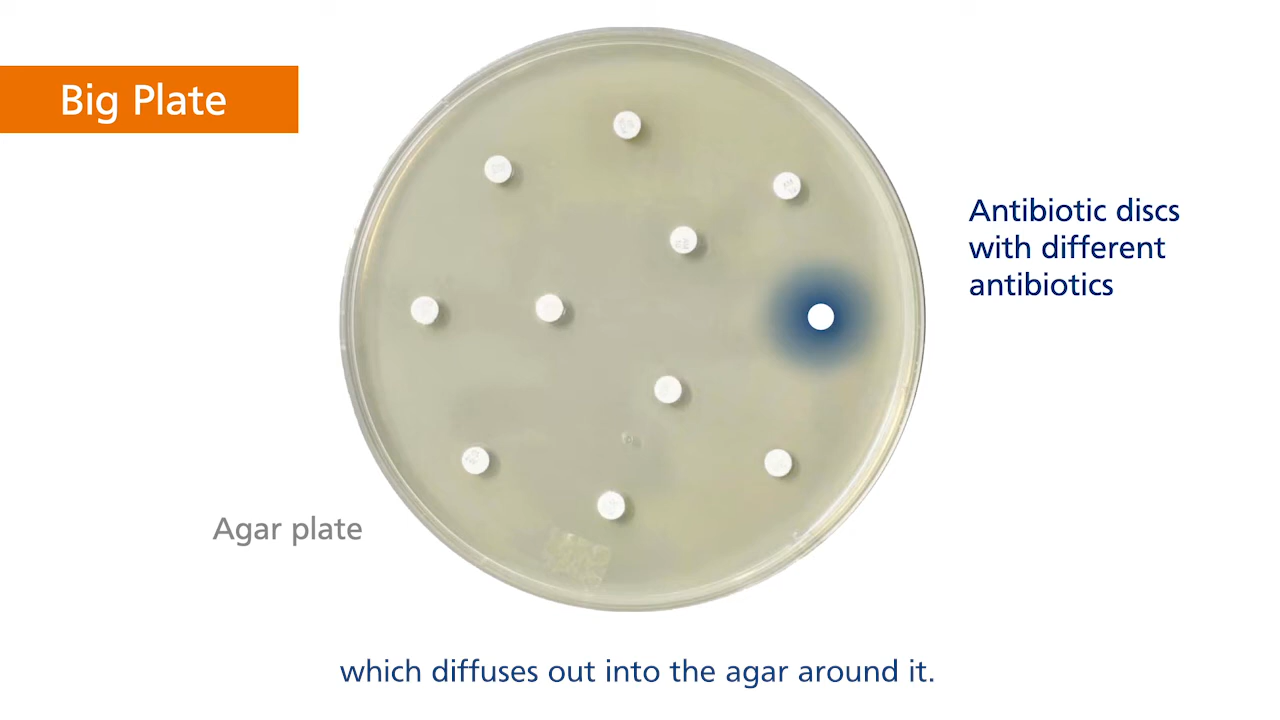 Big Plate
Antibiotic discs
with different
antibiotics
Agar plate
which diffuses out into the agar around it.